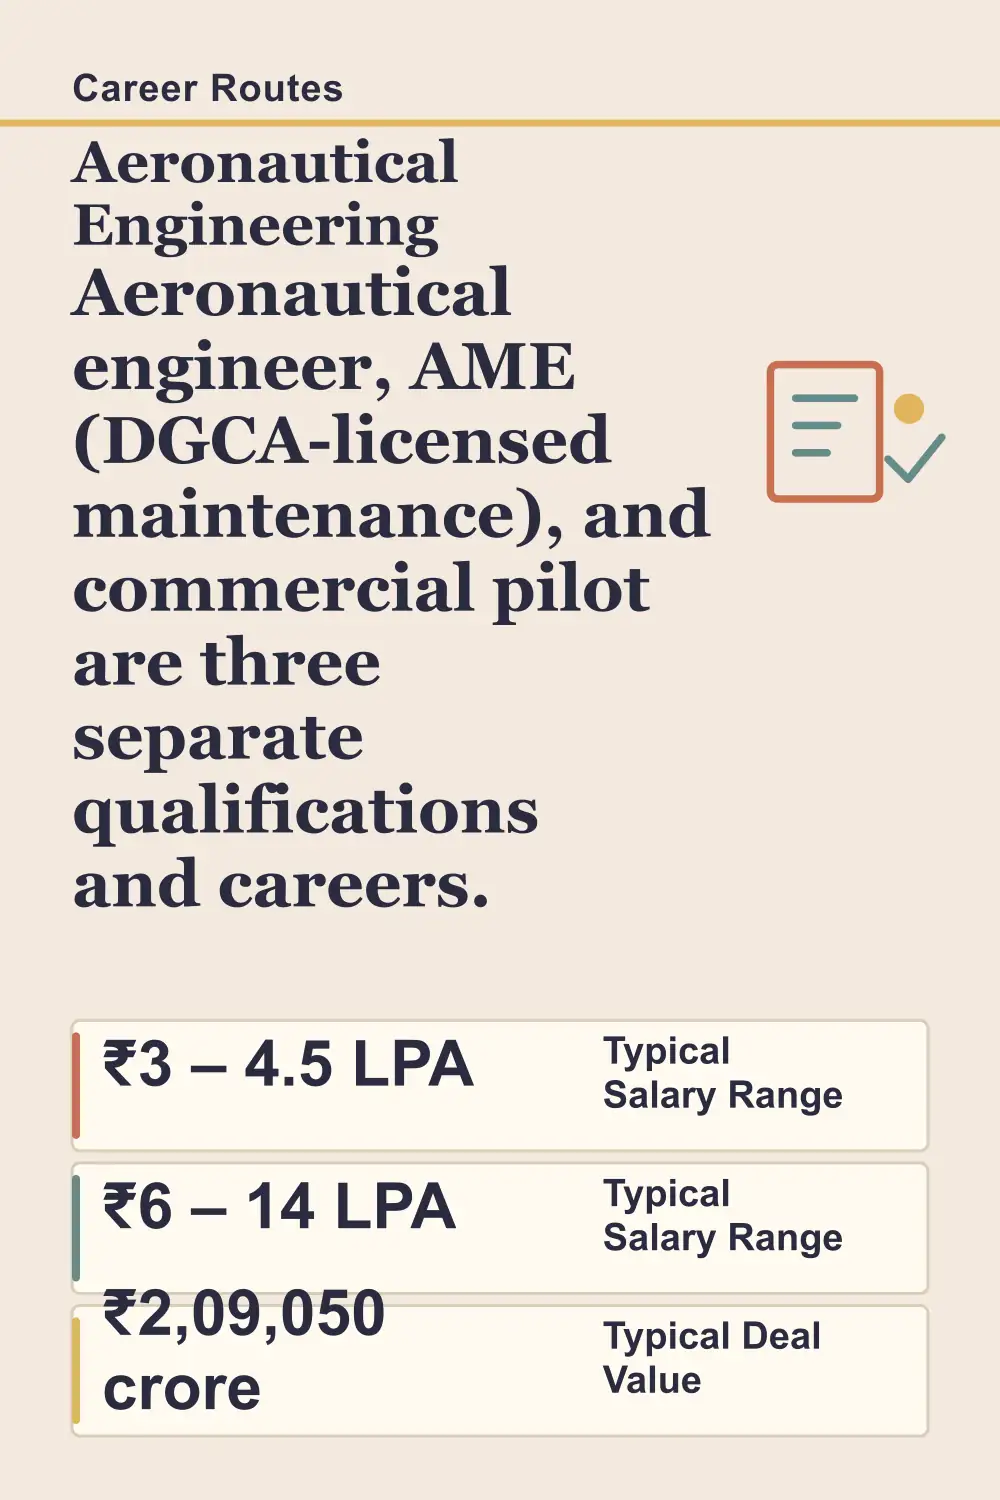 Career Routes
Aeronautical
Engineering
Aeronautical
engineer, AME
(DGCA-licensed
maintenance), and
commercial pilot
are three
separate
qualifications
and careers.
₹3 – 4.5 LPA
Typical
Salary Range
₹6 – 14 LPA
Typical
Salary Range
₹2,09,050
crore
Typical Deal
Value